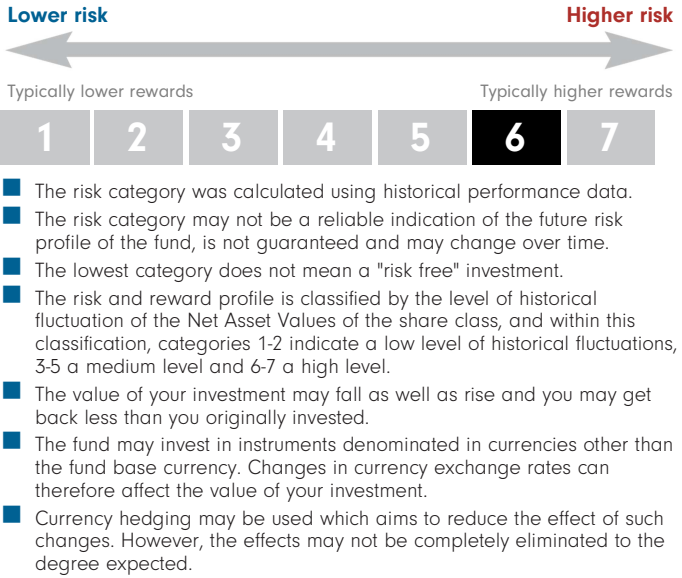 Lower risk Higher risk
Typically lower rewards Typically higher rewards
1 2 3 4 5 6 7
The risk category was calculated using historical performance data.
The risk category may not be a reliable indication of the future risk
profile of the fund, is not guaranteed and may change over time.
The lowest category does not mean a "risk free" investment.
The risk and reward profile is classified by the level of historical
fluctuation of the Net Asset Values of the share class, and within this
classification, categories 1-2 indicate a low level of historical fluctuations,
3-5 a medium level and 6-7 a high level.
The value of your investment may fall as well as rise and you may get
back less than you originally invested.
The fund may invest in instruments denominated in currencies other than
the fund base currency. Changes in currency exchange rates can
therefore affect the value of your investment.
Currency hedging may be used which aims to reduce the effect of such
changes. However, the effects may not be completely eliminated to the
degree expected.